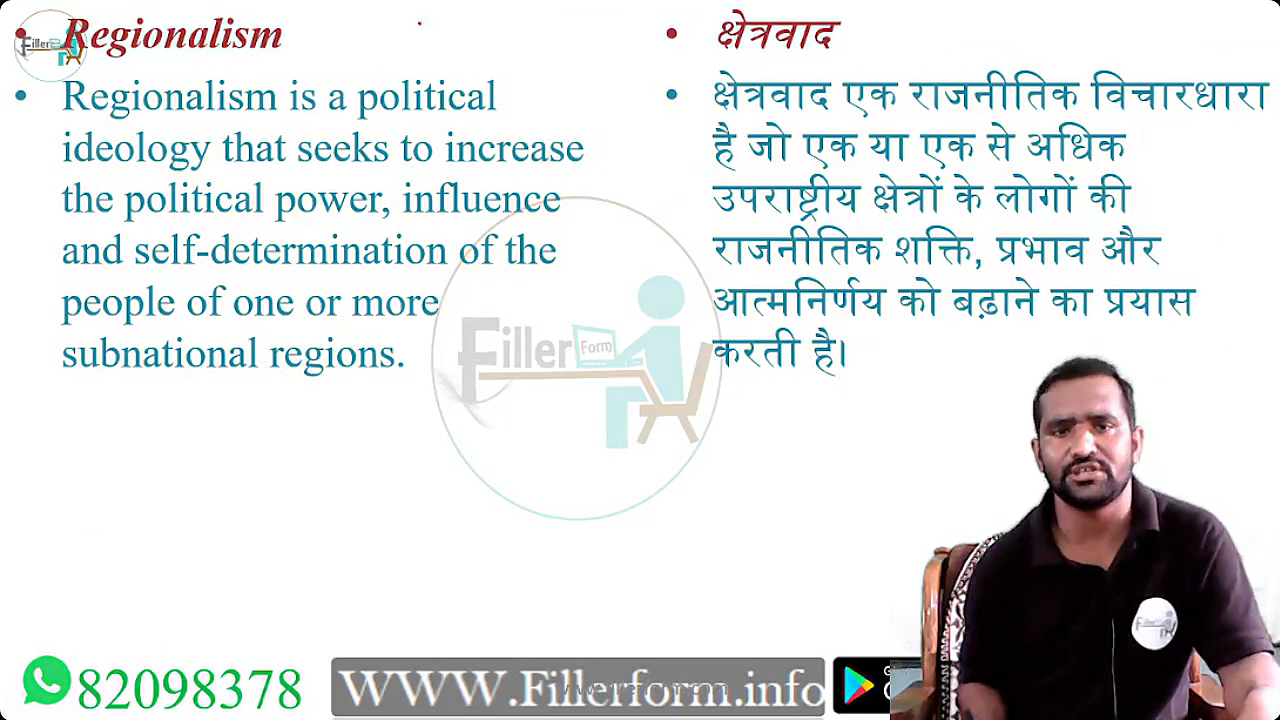 Regionalism
Regionalism is a political
ideology that seeks to increase
the political power, influence
and self-determination of the
people of one or more
subnational regions.
क्षेत्रवाद
क्षेत्रवाद एक राजनीतिक विचारधारा
है जो एक या एक से अधिक
उपराष्ट्रीय क्षेत्रों के लोगों की
राजनीतिक शक्ति, प्रभाव और
आत्मनिर्णय को बढ़ाने का प्रयास
करती है।
Filler Form
82098378
WWW.Fillerform.info